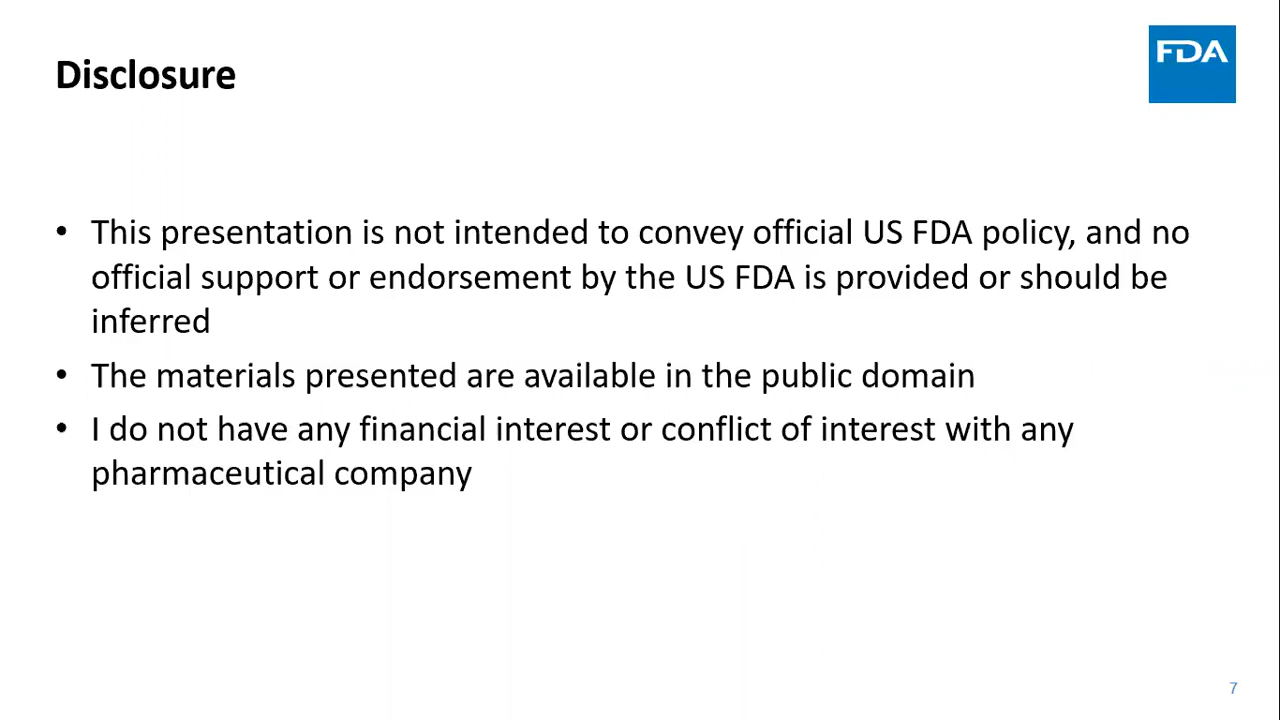 Disclosure
FDA
• This presentation is not intended to convey official US FDA policy, and no
official support or endorsement by the US FDA is provided or should be
inferred
• The materials presented are available in the public domain
• I do not have any financial interest or conflict of interest with any
pharmaceutical company
7